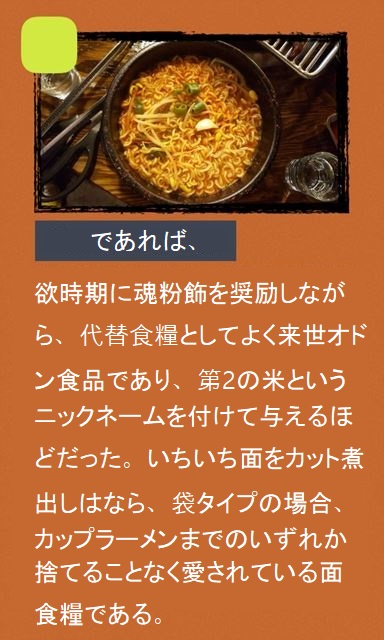 であれば、
欲時期に魂粉飾を奨励しなが
ら、代替食糧としてよく来世オド
ン食品であり、第2の米という
ニックネームを付けて与えるほ
どだった。いちいち面をカット煮
出しはなら、袋タイプの場合、
カップラーメンまでのいずれか
捨てることなく愛されている面
食糧である。